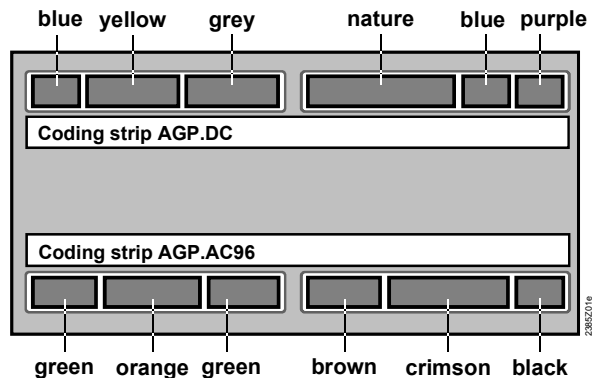 blue yellow grey nature blue purple
Coding strip AGP.DC
Coding strip AGP.AC96
green orange green brown crimson black
2385Z01e